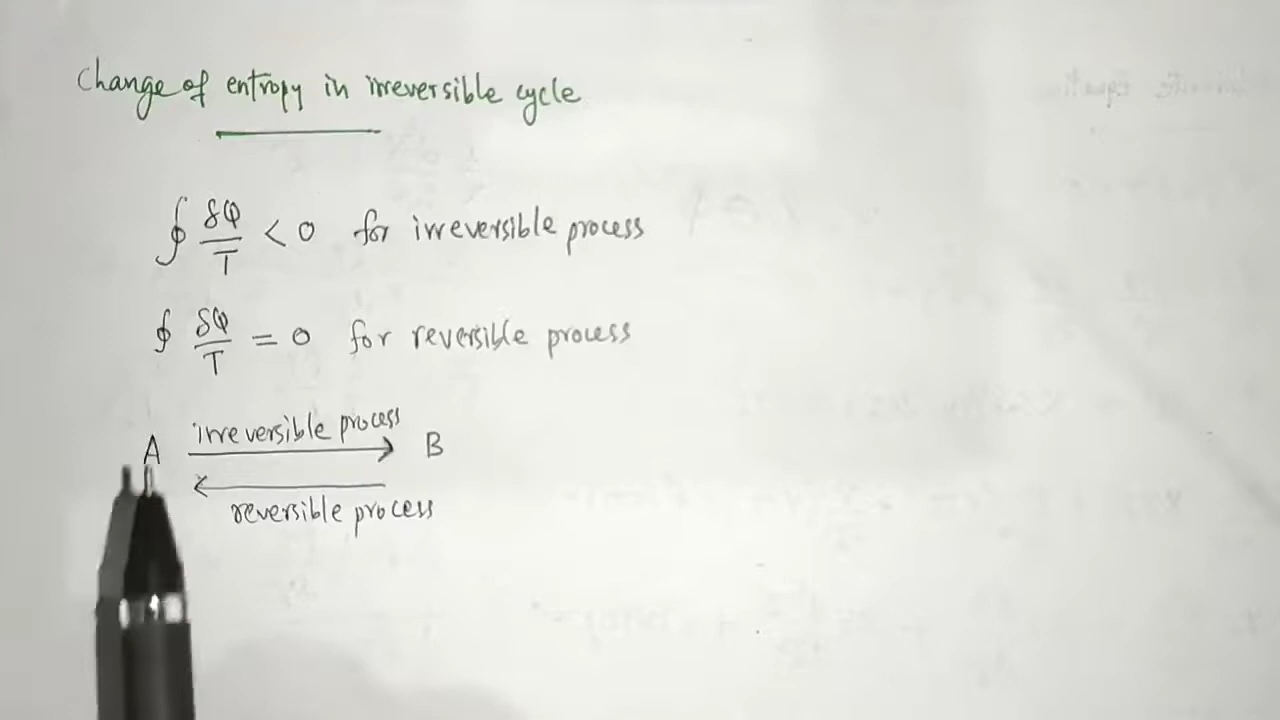 Change of entropy in irreversible cycle
∮ δQ/T < 0 for irreversible process
∮ δQ/T = 0 for reversible process
irreversible process
A → B
←
reversible process